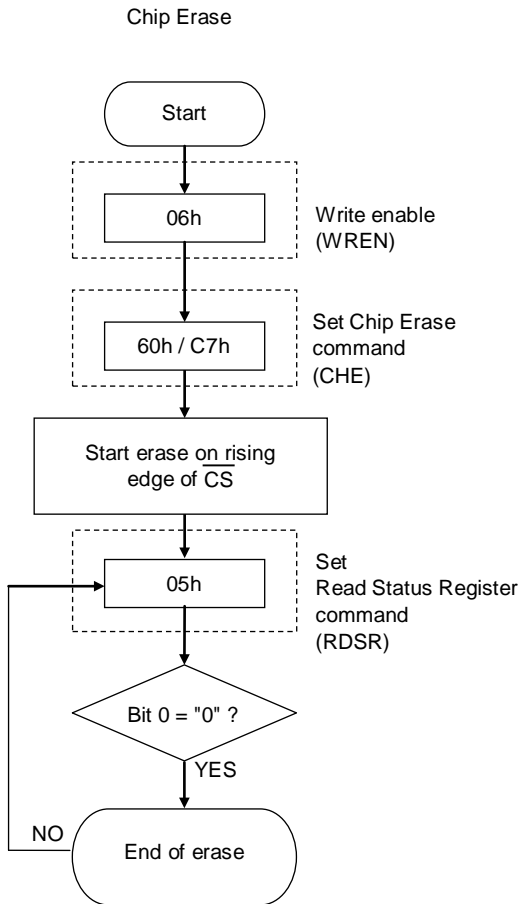 Chip Erase
Start
06h
Write enable
(WREN)
60h / C7h
Set Chip Erase
command
(CHE)
Start erase on rising
edge of C̅S̅
05h
Set
Read Status Register
command
(RDSR)
Bit 0 = "0" ?
YES
NO
End of erase